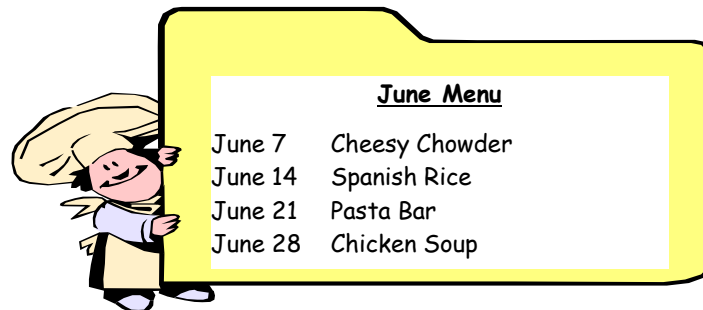 June Menu
June 7 Cheesy Chowder
June 14 Spanish Rice
June 21 Pasta Bar
June 28 Chicken Soup